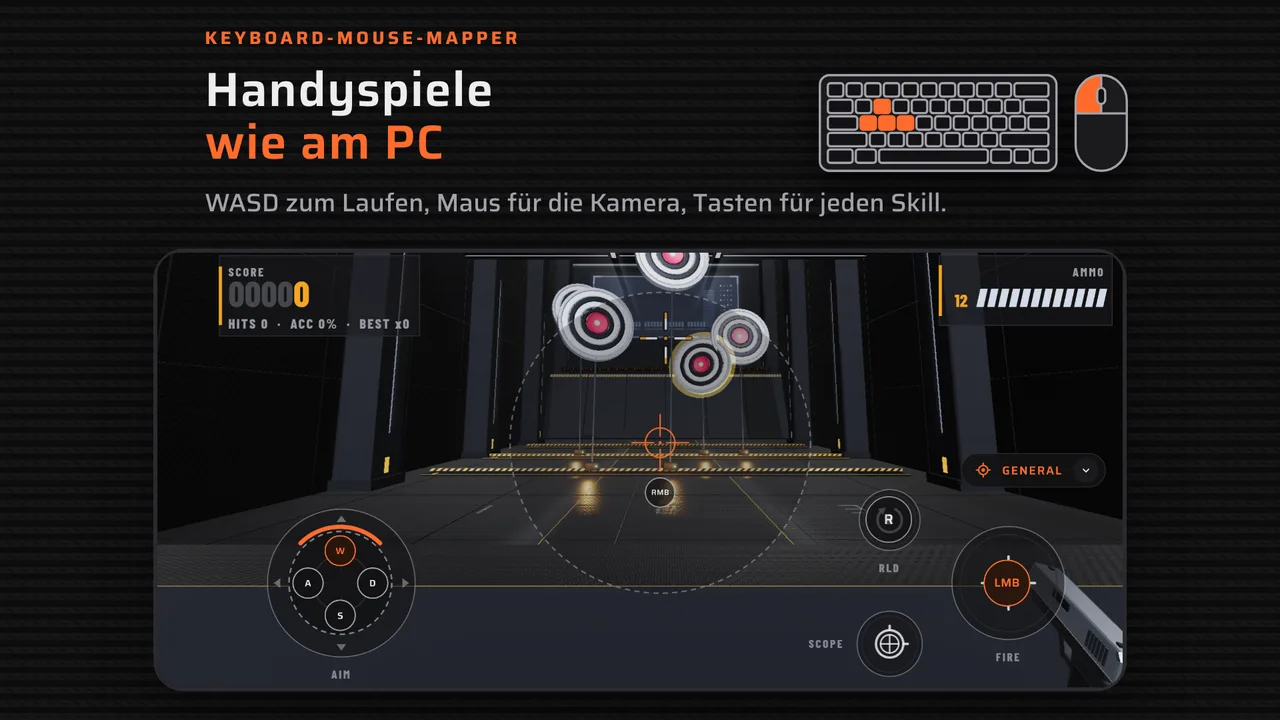 KEYBOARD-MOUSE-MAPPER
Handyspiele
wie am PC
WASD zum Laufen, Maus für die Kamera, Tasten für jeden Skill.
SCORE
00000
HITS 0 · ACC 0% · BEST x0
AMMO
12
GENERAL
RMB
R
RLD
W
A
D
S
AIM
LMB
FIRE
SCOPE